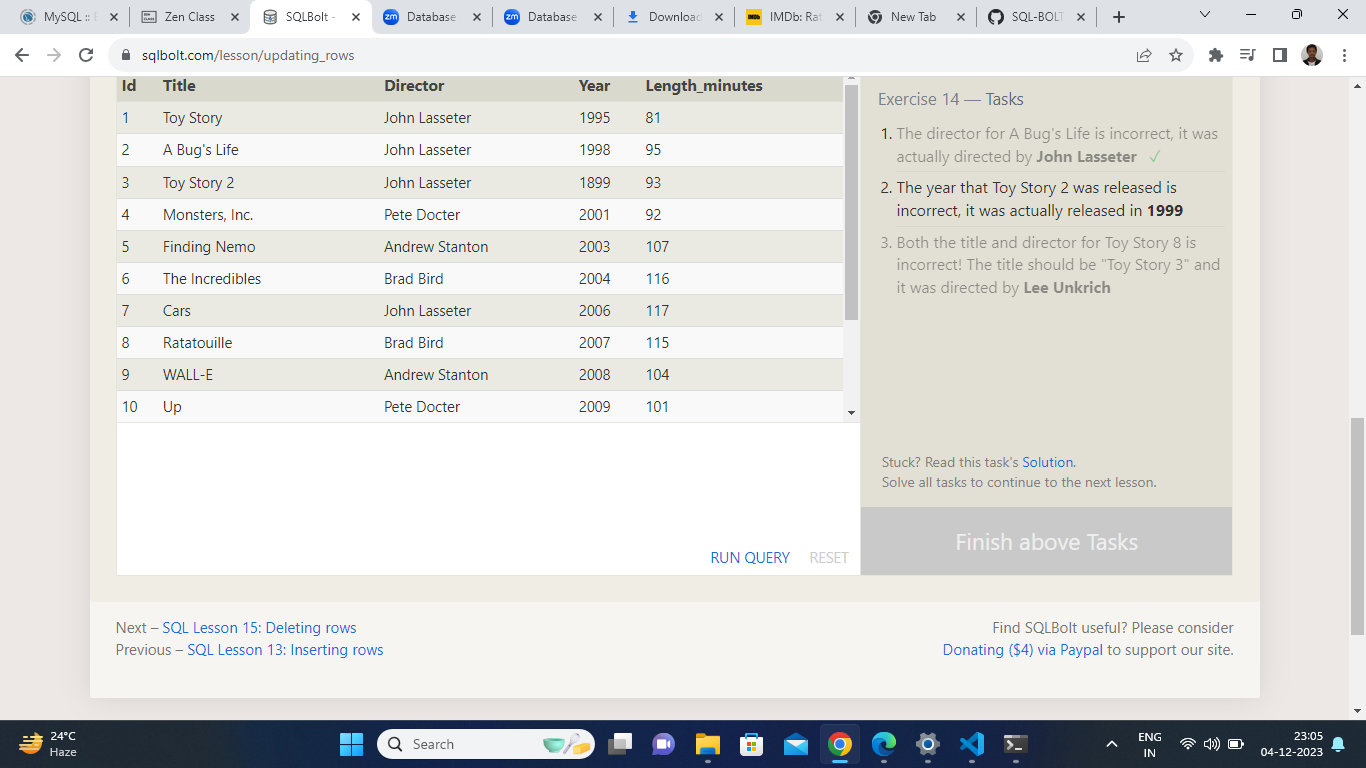 MySQL :: 
Zen Class
SQLBolt -
Database
Database
Download
IMDb: Rat
New Tab
SQL-BOLT
sqlbolt.com/lesson/updating_rows
Id Title Director Year Length_minutes
1 Toy Story John Lasseter 1995 81
2 A Bug's Life John Lasseter 1998 95
3 Toy Story 2 John Lasseter 1899 93
4 Monsters, Inc. Pete Docter 2001 92
5 Finding Nemo Andrew Stanton 2003 107
6 The Incredibles Brad Bird 2004 116
7 Cars John Lasseter 2006 117
8 Ratatouille Brad Bird 2007 115
9 WALL-E Andrew Stanton 2008 104
10 Up Pete Docter 2009 101
RUN QUERY RESET
Exercise 14 — Tasks
1. The director for A Bug's Life is incorrect, it was
actually directed by John Lasseter ✓
2. The year that Toy Story 2 was released is
incorrect, it was actually released in 1999
3. Both the title and director for Toy Story 8 is
incorrect! The title should be "Toy Story 3" and
it was directed by Lee Unkrich
Stuck? Read this task's Solution.
Solve all tasks to continue to the next lesson.
Finish above Tasks
Next – SQL Lesson 15: Deleting rows
Previous – SQL Lesson 13: Inserting rows
Find SQLBolt useful? Please consider
Donating ($4) via Paypal to support our site.
24°C
Haze
Search
ENG
IN
23:05
04-12-2023